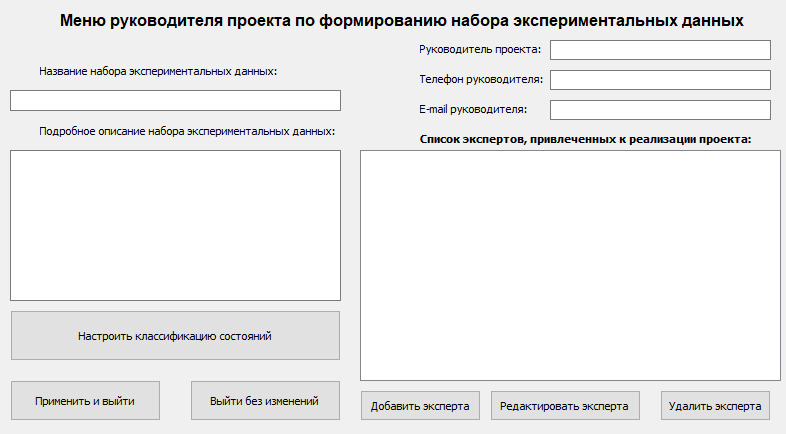 Меню руководителя проекта по формированию набора экспериментальных данных
Руководитель проекта:
Название набора экспериментальных данных:
Телефон руководителя:
E-mail руководителя:
Подробное описание набора экспериментальных данных:
Список экспертов, привлеченных к реализации проекта:
Настроить классификацию состояний
Применить и выйти
Выйти без изменений
Добавить эксперта
Редактировать эксперта
Удалить эксперта